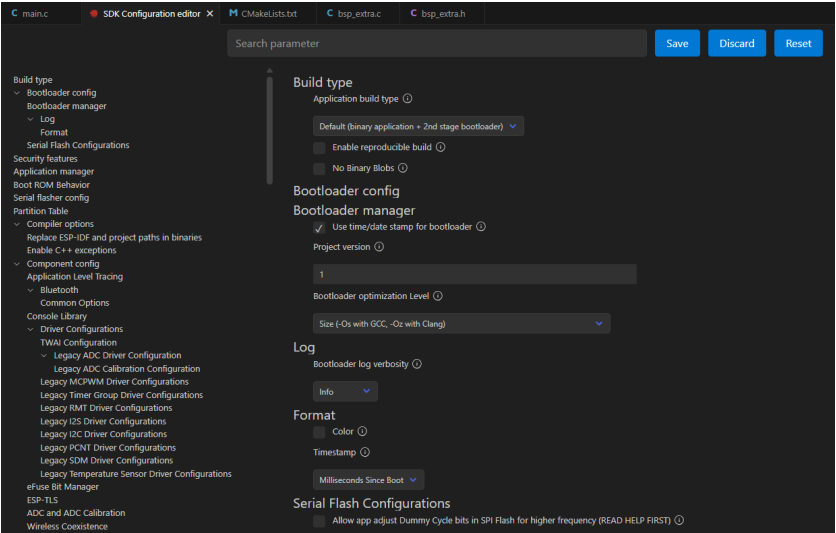 C main.c
SDK Configuration editor ×
M CMakeLists.txt
C bsp_extra.c
C bsp_extra.h
Search parameter
Save
Discard
Reset
Build type
Bootloader config
Bootloader manager
Log
Format
Serial Flash Configurations
Security features
Application manager
Boot ROM Behavior
Serial flasher config
Partition Table
Compiler options
Replace ESP-IDF and project paths in binaries
Enable C++ exceptions
Component config
Application Level Tracing
Bluetooth
Common Options
Console Library
Driver Configurations
TWAI Configuration
Legacy ADC Driver Configuration
Legacy ADC Calibration Configuration
Legacy MCPWM Driver Configurations
Legacy Timer Group Driver Configurations
Legacy RMT Driver Configurations
Legacy I2S Driver Configurations
Legacy I2C Driver Configurations
Legacy PCNT Driver Configurations
Legacy SDM Driver Configurations
Legacy Temperature Sensor Driver Configurations
eFuse Bit Manager
ESP-TLS
ADC and ADC Calibration
Wireless Coexistence
Build type
Application build type
Default (binary application + 2nd stage bootloader)
Enable reproducible build
No Binary Blobs
Bootloader config
Bootloader manager
Use time/date stamp for bootloader
Project version
1
Bootloader optimization Level
Size (-Os with GCC, -Oz with Clang)
Log
Bootloader log verbosity
Info
Format
Color
Timestamp
Milliseconds Since Boot
Serial Flash Configurations
Allow app adjust Dummy Cycle bits in SPI Flash for higher frequency (READ HELP FIRST)